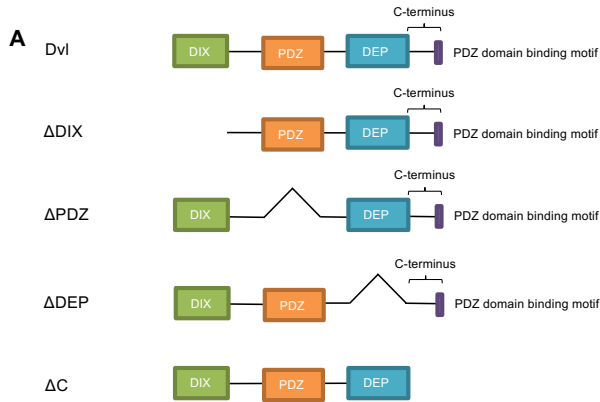 A
C-terminus
Dvl DIX PDZ DEP PDZ domain binding motif
C-terminus
ΔDIX PDZ DEP PDZ domain binding motif
C-terminus
ΔPDZ DIX DEP PDZ domain binding motif
C-terminus
ΔDEP DIX PDZ PDZ domain binding motif
ΔC DIX PDZ DEP